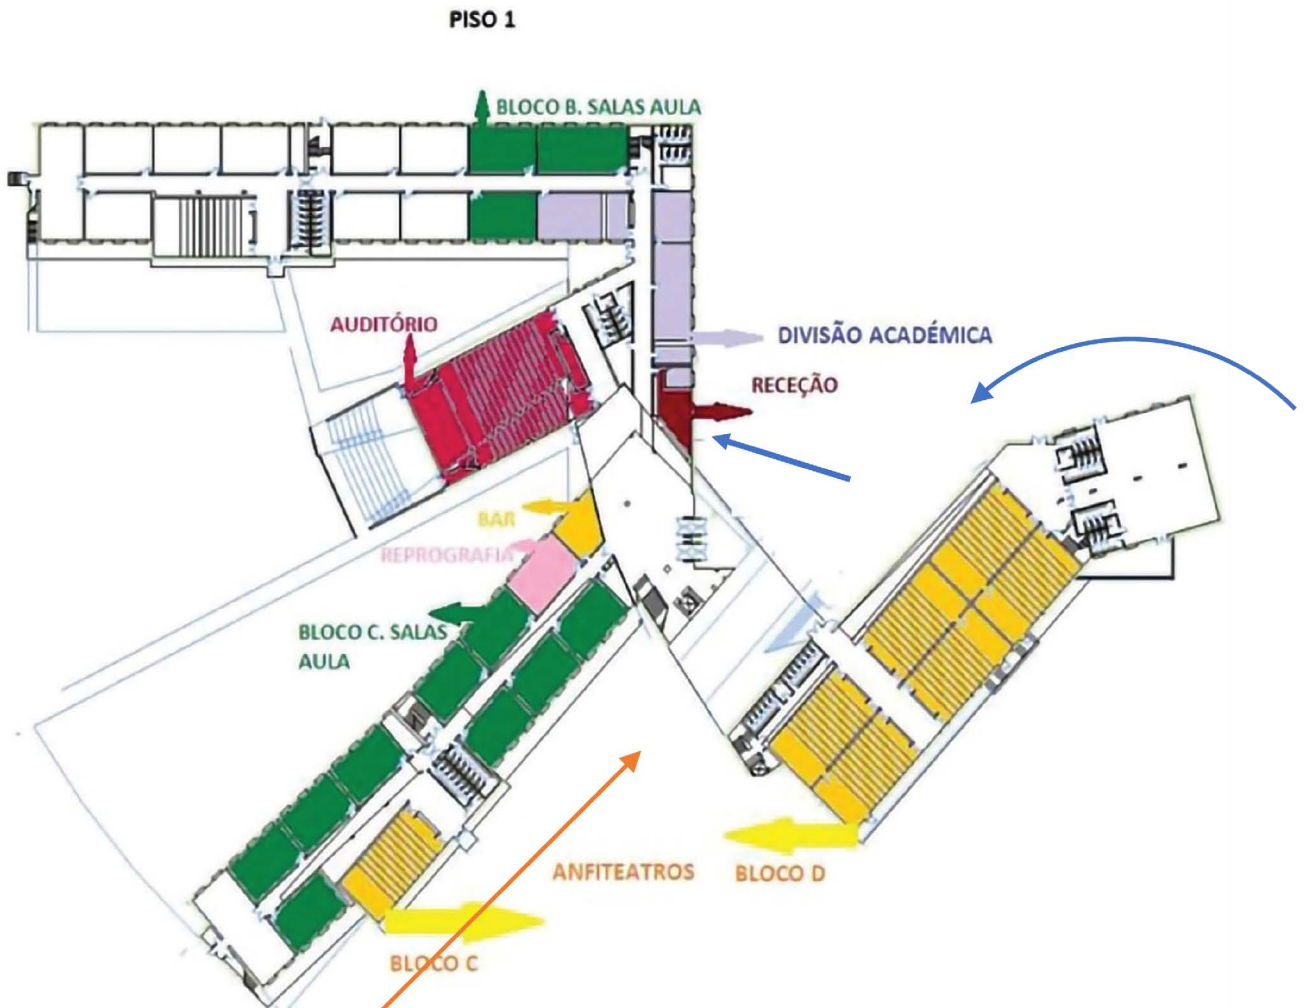 PISO 1
BLOCO B. SALAS AULA
AUDITÓRIO
DIVISÃO ACADÉMICA
RECEÇÃO
BAR
REPROGRAFIA
BLOCO C. SALAS
AULA
ANFITEATROS
BLOCO D
BLOCO C